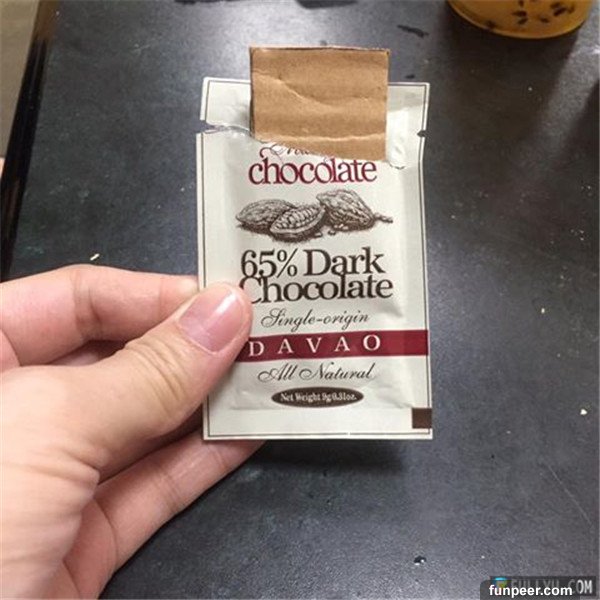 chocolate
65% Dark
Chocolate
Single-origin
DAVAO
All Natural
Net Weight 9g/0.31oz.
funpeer.com